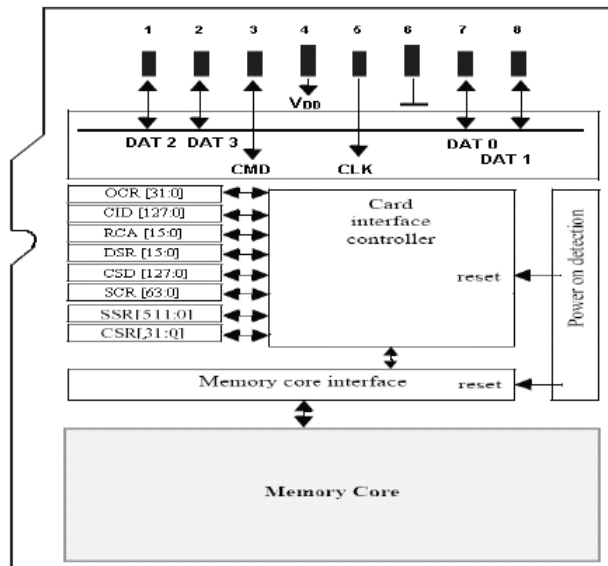 1 2 3 4 5 6 7 8
VDD
DAT 2 DAT 3 DAT 0
DAT 1
CMD CLK
OCR [31:0]
CID [127:0]
RCA [15:0]
DSR [15:0]
CSD [127:0]
SCR [63:0]
SSR[511:0]
CSR[31:0]
Card
interface
controller
reset
Power on detection
Memory core interface reset
Memory Core